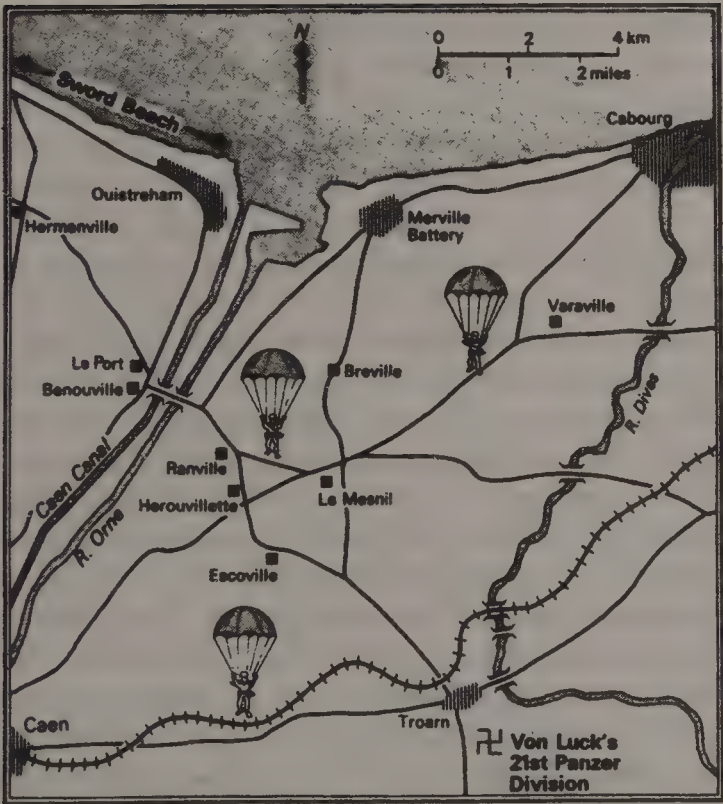 N
0 2 4 km
0 1 2 miles
Sword Beach
Cabourg
Ouistreham
Hermanville
Merville
Battery
Varaville
Le Port
Benouville
Breville
R. Dives
Caen Canal
Ranville
Herouvillette
Le Mesnil
R. Orne
Escoville
Caen
Troarn
Von Luck's
21st Panzer
Division